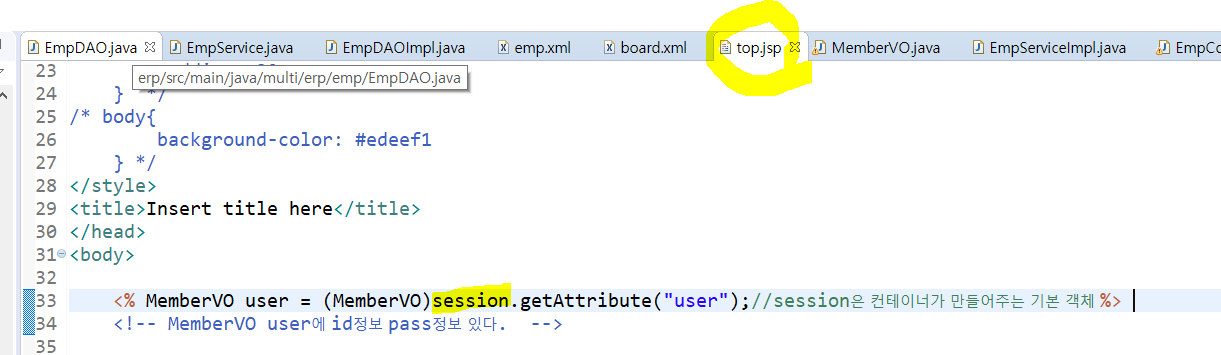 EmpDAO.java EmpService.java EmpDAOImpl.java emp.xml board.xml top.jsp MemberVO.java EmpServiceImpl.java EmpCo
23
erp/src/main/java/multi/erp/emp/EmpDAO.java
24 } */
25 /* body{
26 background-color: #edeef1
27 } */
28 </style>
29 <title>Insert title here</title>
30 </head>
31 <body>
32
33 <% MemberVO user = (MemberVO)session.getAttribute("user");//session은 컨테이너가 만들어주는 기본 객체 %>
34 <!-- MemberVO user에 id정보 pass정보 있다. -->
35